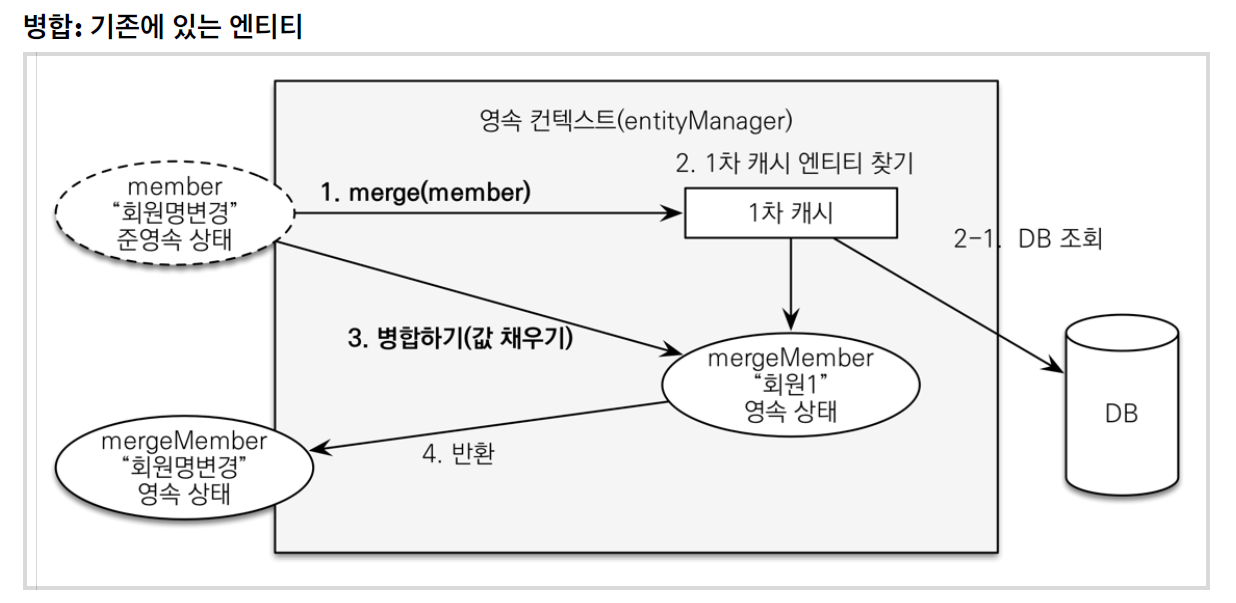 병합: 기존에 있는 엔티티
영속 컨텍스트(entityManager)
member
“회원명변경”
준영속 상태
1. merge(member)
2. 1차 캐시 엔티티 찾기
1차 캐시
2-1. DB 조회
3. 병합하기(값 채우기)
mergeMember
“회원1”
영속 상태
DB
mergeMember
“회원명변경”
영속 상태
4. 반환